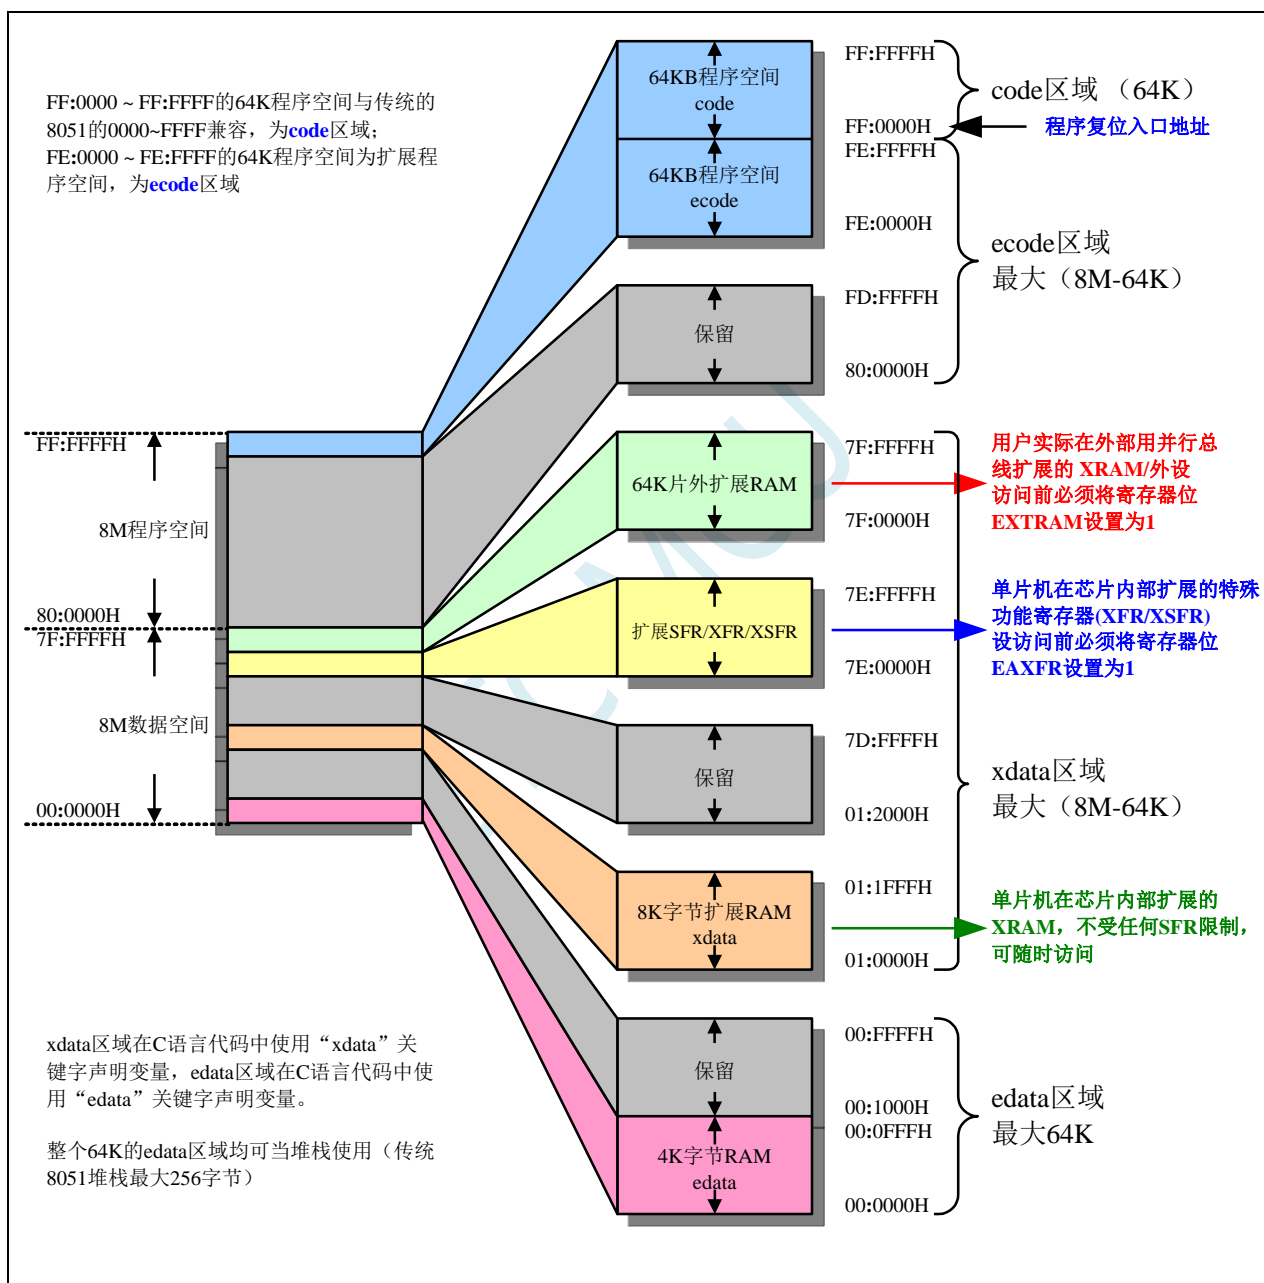 FF:0000 ~ FF:FFFF的64K程序空间与传统的
8051的0000~FFFF兼容，为code区域；
FE:0000 ~ FE:FFFF的64K程序空间为扩展程
序空间，为ecode区域
64KB程序空间
code
64KB程序空间
ecode
FF:FFFFH
FF:0000H
FE:FFFFH
FE:0000H
code区域 （64K）
程序复位入口地址
ecode区域
最大（8M-64K）
保留
FD:FFFFH
80:0000H
FF:FFFFH
8M程序空间
80:0000H
7F:FFFFH
8M数据空间
00:0000H
64K片外扩展RAM
7F:FFFFH
7F:0000H
用户实际在外部用并行总
线扩展的 XRAM/外设
访问前必须将寄存器位
EXTRAM设置为1
扩展SFR/XFR/XSFR
7E:FFFFH
7E:0000H
单片机在芯片内部扩展的特殊
功能寄存器(XFR/XSFR)
设访问前必须将寄存器位
EAXFR设置为1
保留
7D:FFFFH
01:2000H
xdata区域
最大（8M-64K）
8K字节扩展RAM
xdata
01:1FFFH
01:0000H
单片机在芯片内部扩展的
XRAM，不受任何SFR限制，
可随时访问
保留
00:FFFFH
00:1000H
00:0FFFH
4K字节RAM
edata
00:0000H
edata区域
最大64K
xdata区域在C语言代码中使用“xdata”关
键字声明变量，edata区域在C语言代码中使
用“edata”关键字声明变量。
整个64K的edata区域均可当堆栈使用（传统
8051堆栈最大256字节）